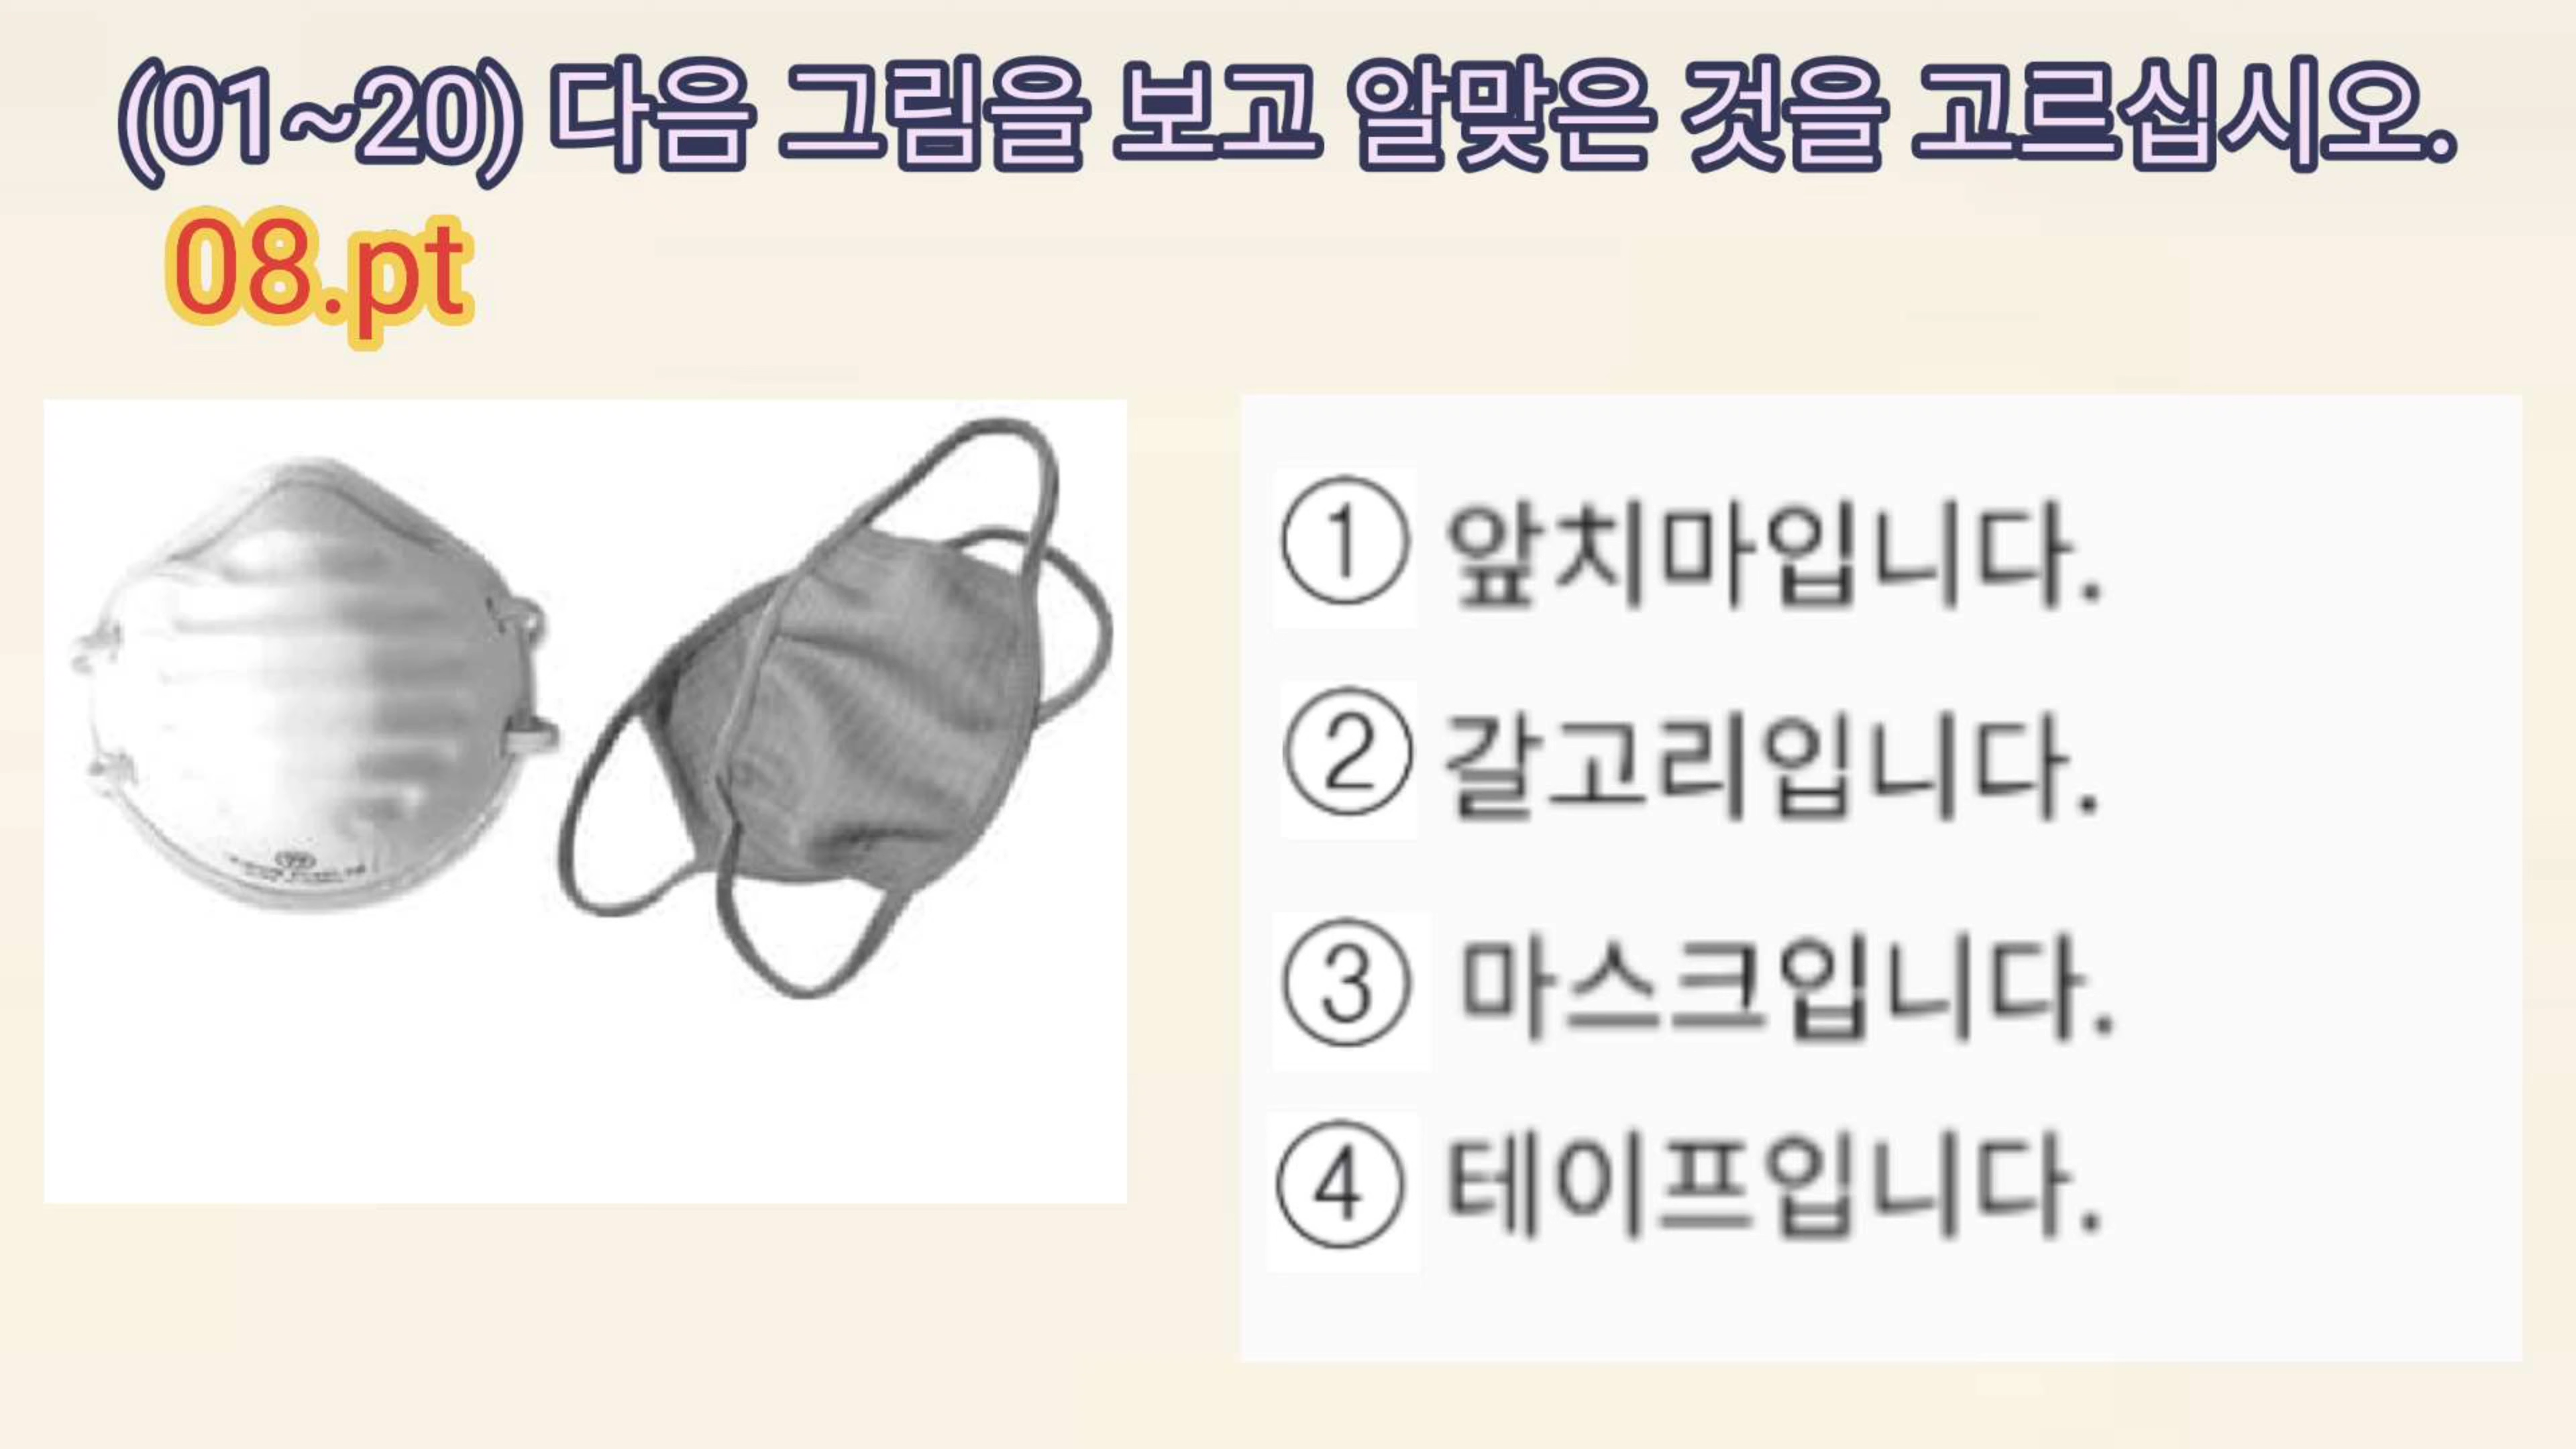 (01~20) 다음 그림을 보고 알맞은 것을 고르십시오.
08.pt
① 앞치마입니다.
② 갈고리입니다.
③ 마스크입니다.
④ 테이프입니다.